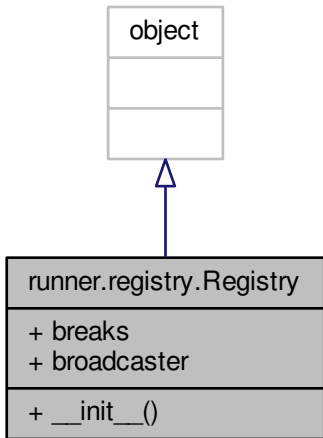 object
runner.registry.Registry
+ breaks
+ broadcaster
+ __init__()